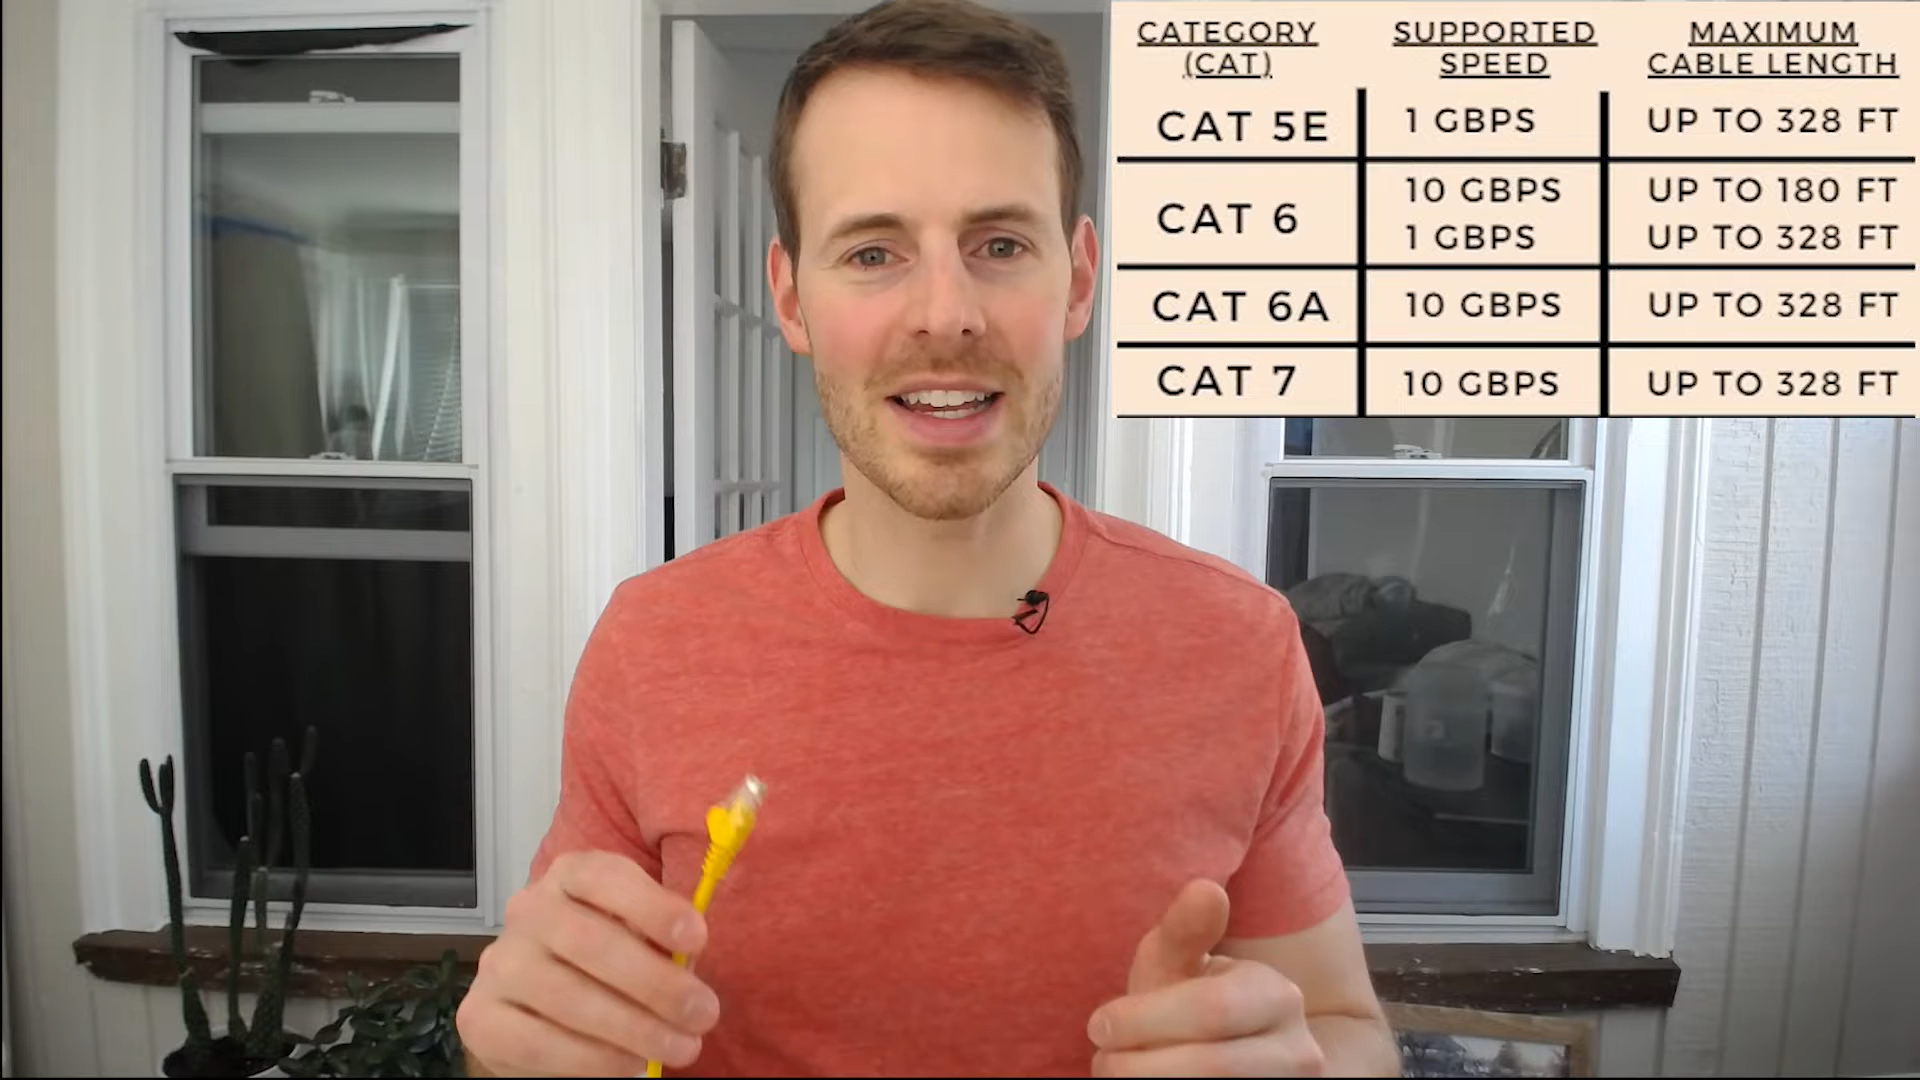 CATEGORY (CAT) SUPPORTED SPEED MAXIMUM CABLE LENGTH
CAT 5E 1 GBPS UP TO 328 FT
CAT 6 10 GBPS UP TO 180 FT
1 GBPS UP TO 328 FT
CAT 6A 10 GBPS UP TO 328 FT
CAT 7 10 GBPS UP TO 328 FT